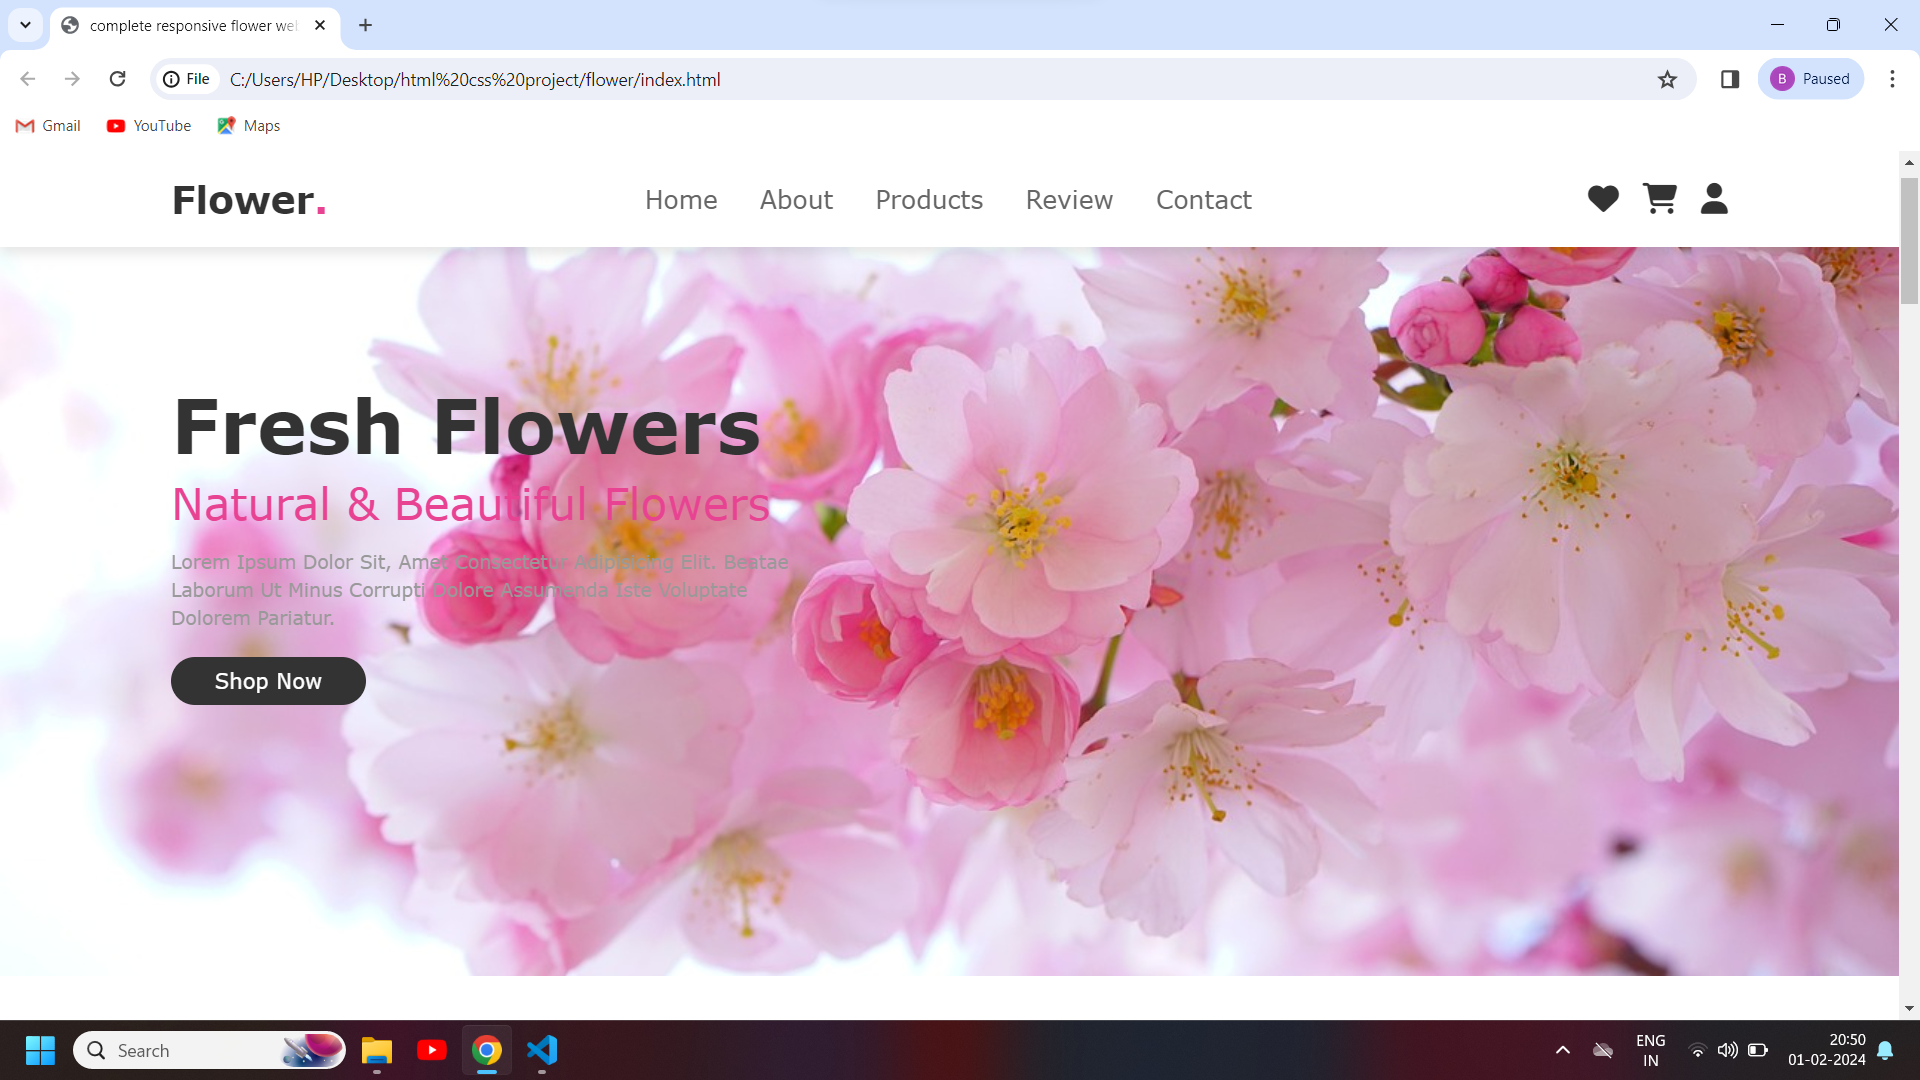 complete responsive flower we
File
C:/Users/HP/Desktop/html%20css%20project/flower/index.html
B
Paused
Gmail
YouTube
Maps
Flower.
Home
About
Products
Review
Contact
Fresh Flowers
Natural & Beautiful Flowers
Lorem Ipsum Dolor Sit, Amet Consectetur Adipisicing Elit. Beatae
Laborum Ut Minus Corrupti Dolore Assumenda Iste Voluptate
Dolorem Pariatur.
Shop Now
Search
ENG
IN
20:50
01-02-2024